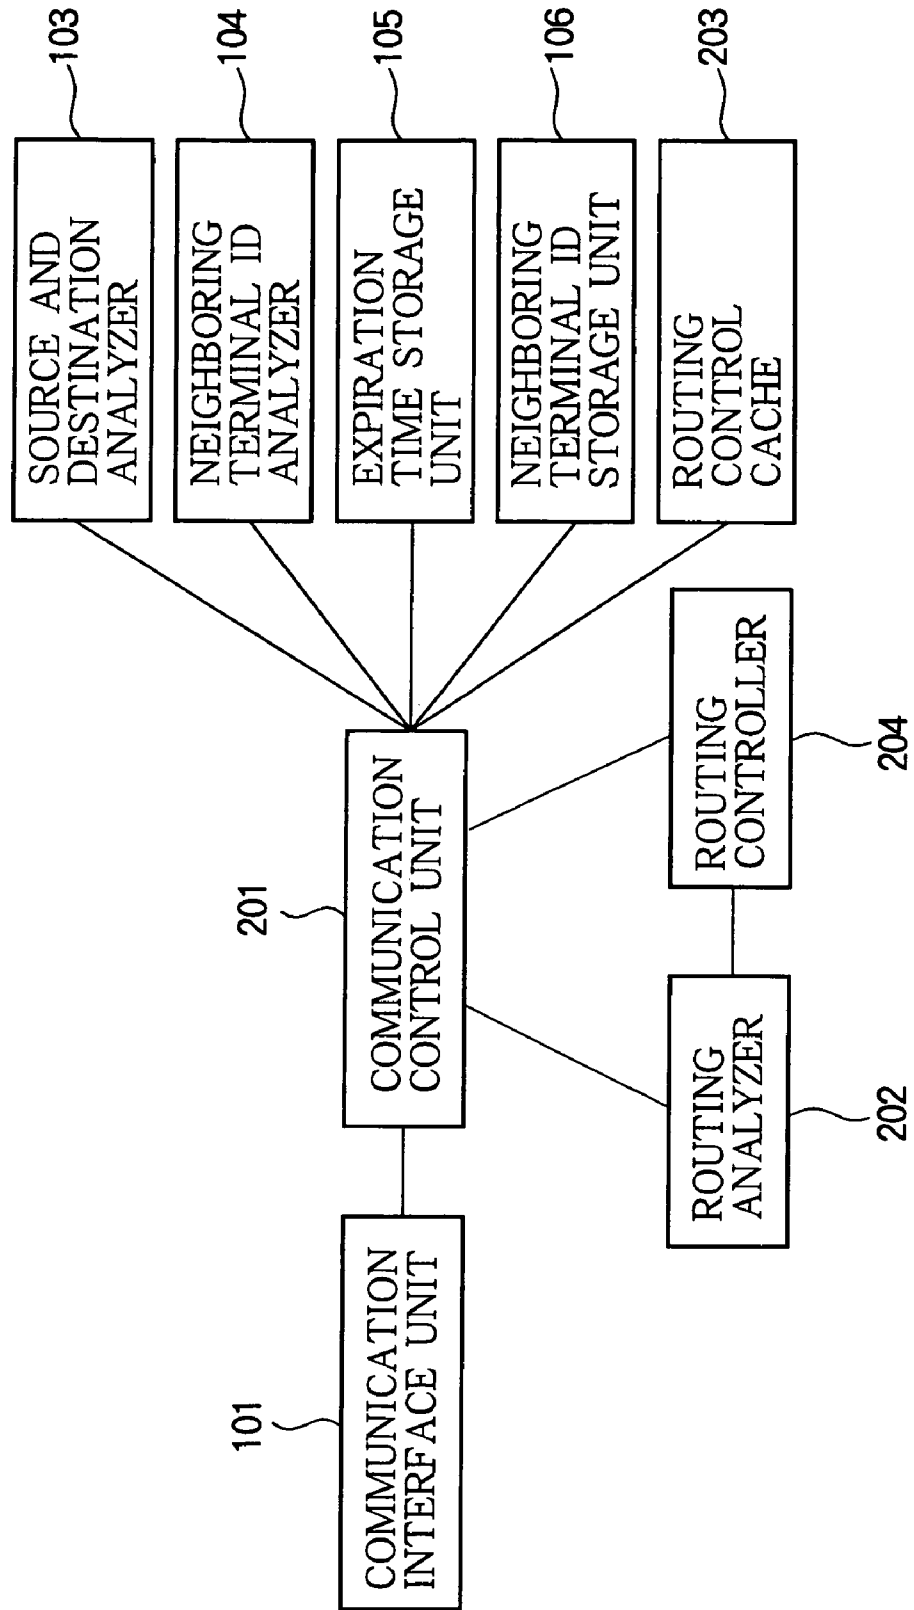 101
COMMUNICATION
INTERFACE UNIT
201
COMMUNICATION
CONTROL UNIT
SOURCE AND
DESTINATION
ANALYZER
103
NEIGHBORING
TERMINAL ID
ANALYZER
104
EXPIRATION
TIME STORAGE
UNIT
105
NEIGHBORING
TERMINAL ID
STORAGE UNIT
106
ROUTING
CONTROL
CACHE
203
ROUTING
ANALYZER
202
ROUTING
CONTROLLER
204